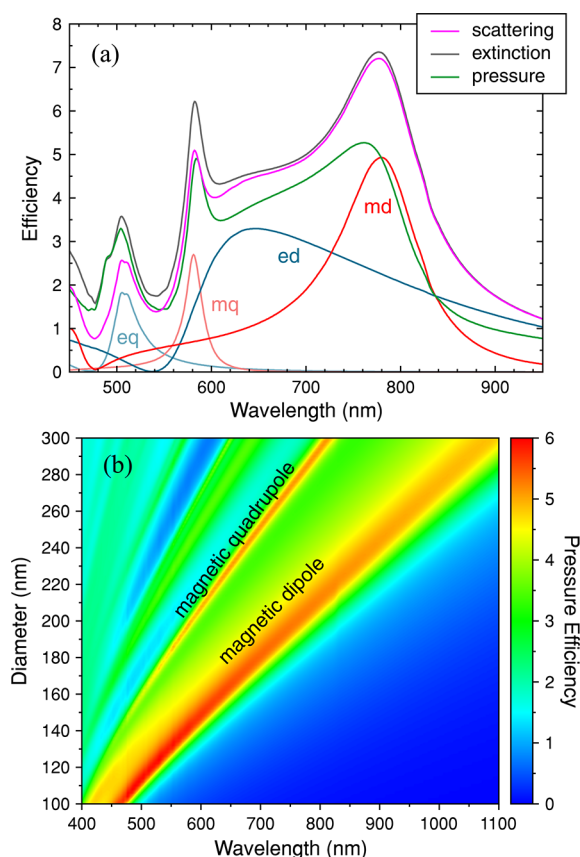 (a)
scattering
extinction
pressure
8
7
6
5
4
3
2
1
0
Efficiency
md
ed
mq
eq
500 600 700 800 900
Wavelength (nm)
(b)
300
280
260
240
220
200
180
160
140
120
100
Diameter (nm)
magnetic quadrupole
magnetic dipole
400 500 600 700 800 900 1000 1100
Wavelength (nm)
6
5
4
3
2
1
0
Pressure Efficiency